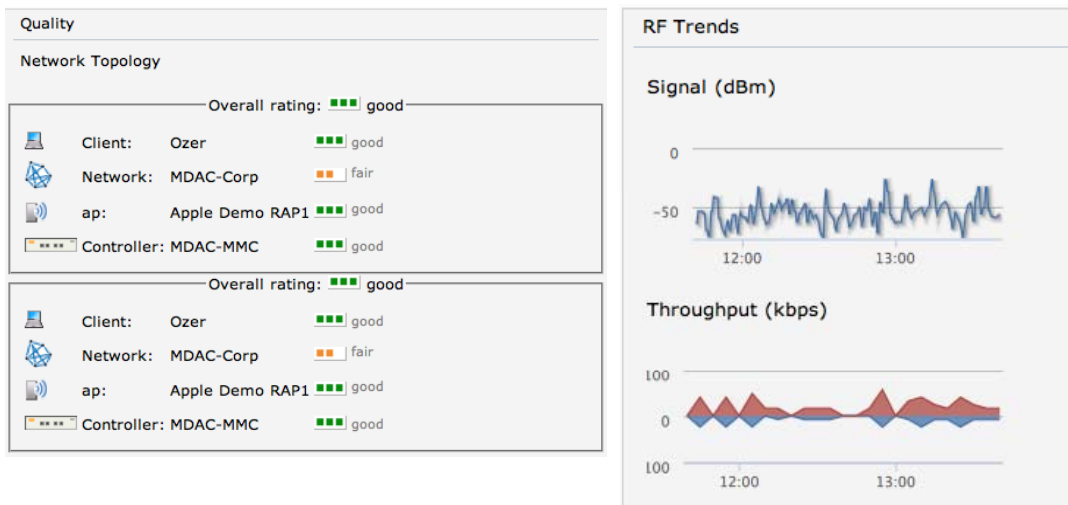 Quality
Network Topology
Overall rating: good
Client: Ozer good
Network: MDAC-Corp fair
ap: Apple Demo RAP1 good
Controller: MDAC-MMC good
Overall rating: good
Client: Ozer good
Network: MDAC-Corp fair
ap: Apple Demo RAP1 good
Controller: MDAC-MMC good
RF Trends
Signal (dBm)
0
-50
12:00 13:00
Throughput (kbps)
100
0
100
12:00 13:00